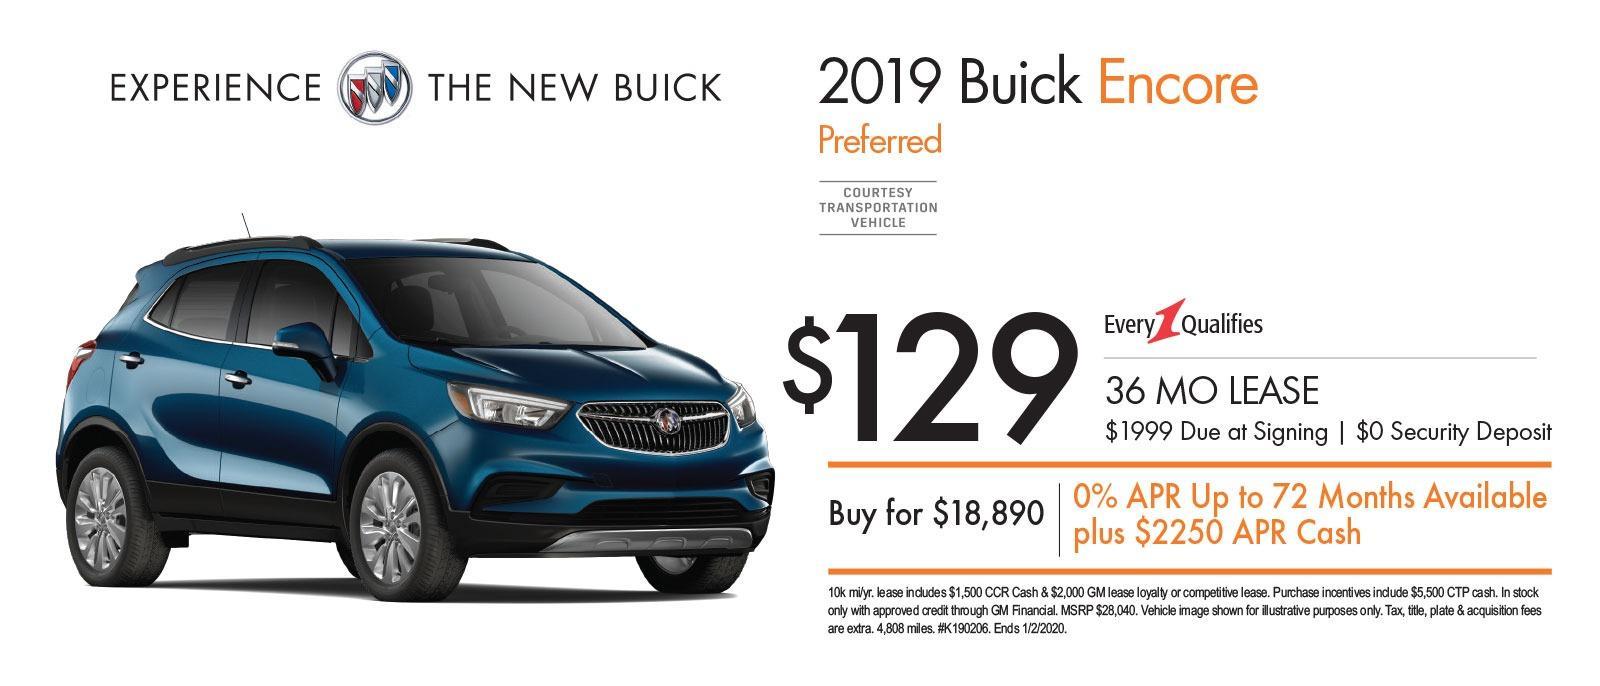 EXPERIENCE THE NEW BUICK
2019 Buick Encore
Preferred
COURTESY
TRANSPORTATION
VEHICLE
$129
Every 1 Qualifies
36 MO LEASE
$1999 Due at Signing | $0 Security Deposit
Buy for $18,890
0% APR Up to 72 Months Available
plus $2250 APR Cash
10k mi/yr. lease includes $1,500 CCR Cash & $2,000 GM lease loyalty or competitive lease. Purchase incentives include $5,500 CTP cash. In stock
only with approved credit through GM Financial. MSRP $28,040. Vehicle image shown for illustrative purposes only. Tax, title, plate & acquisition fees
are extra. 4,808 miles. #K190206. Ends 1/2/2020.